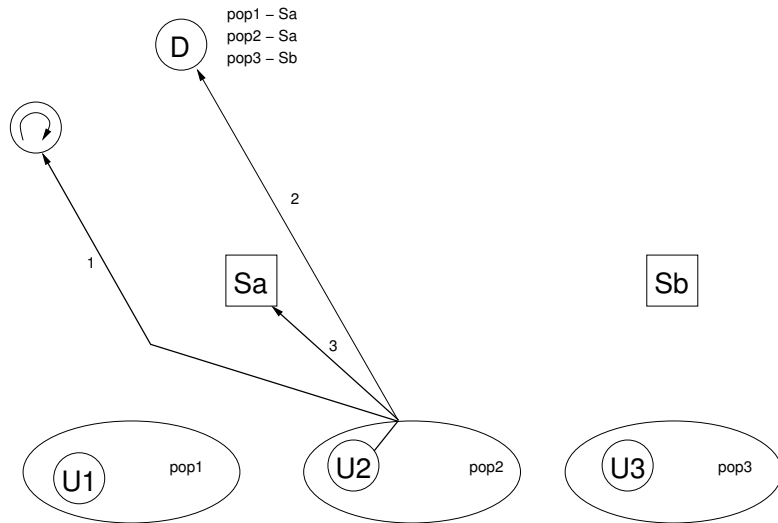 D
pop1 – Sa
pop2 – Sa
pop3 – Sb
2
1
Sa
Sb
3
U1
pop1
U2
pop2
U3
pop3